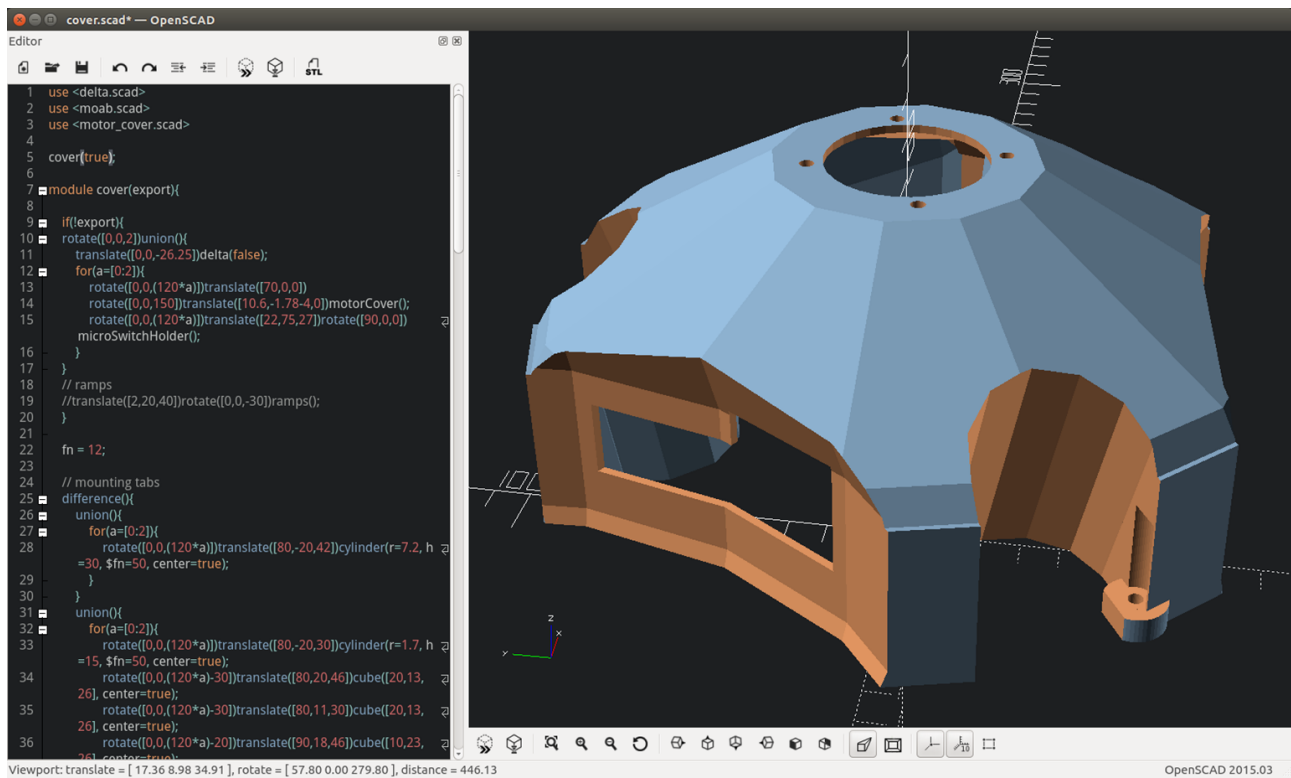 cover.scad* — OpenSCAD
Editor
STL
1 use <delta.scad>
2 use <moab.scad>
3 use <motor_cover.scad>
4
5 cover(true);
6
7 module cover(export){
8
9 if(!export){
10 rotate([0,0,2])union(){
11 translate([0,0,-26.25])delta(false);
12 for(a=[0:2]){
13 rotate([0,0,(120*a)])translate([70,0,0])
14 rotate([0,0,150])translate([10.6,-1.78-4,0])motorCover();
15 rotate([0,0,(120*a)])translate([22,75,27])rotate([90,0,0])
microSwitchHolder();
16 }
17 }
18 // ramps
19 //translate([2,20,40])rotate([0,0,-30])ramps();
20 }
21
22 fn = 12;
23
24 // mounting tabs
25 difference(){
26 union(){
27 for(a=[0:2]){
28 rotate([0,0,(120*a)])translate([80,-20,42])cylinder(r=7.2, h
=30, $fn=50, center=true);
29 }
30 }
31 union(){
32 for(a=[0:2]){
33 rotate([0,0,(120*a)])translate([80,-20,30])cylinder(r=1.7, h
=15, $fn=50, center=true);
34 rotate([0,0,(120*a)-30])translate([80,20,46])cube([20,13,
26], center=true);
35 rotate([0,0,(120*a)-30])translate([80,11,30])cube([20,13,
26], center=true);
36 rotate([0,0,(120*a)-20])translate([90,18,46])cube([10,23,
26], center=true);
z
x
y
10
Viewport: translate = [ 17.36 8.98 34.91 ], rotate = [ 57.80 0.00 279.80 ], distance = 446.13
OpenSCAD 2015.03